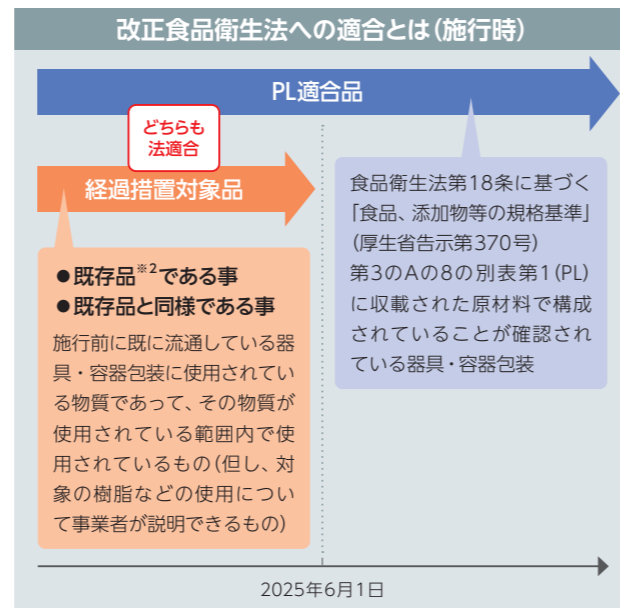 改正食品衛生法への適合とは（施行時）
PL適合品
どちらも
法適合
経過措置対象品
●既存品※2である事
●既存品と同様である事
施行前に既に流通している器
具・容器包装に使用されてい
る物質であって、その物質が
使用されている範囲内で使
用されているもの（但し、対
象の樹脂などの使用につい
て事業者が説明できるもの）
食品衛生法第18条に基づく
「食品、添加物等の規格基準」
（厚生省告示第370号）
第3のAの8の別表第1（PL）
に収載された原材料で構成
されていることが確認され
ている器具・容器包装
2025年6月1日